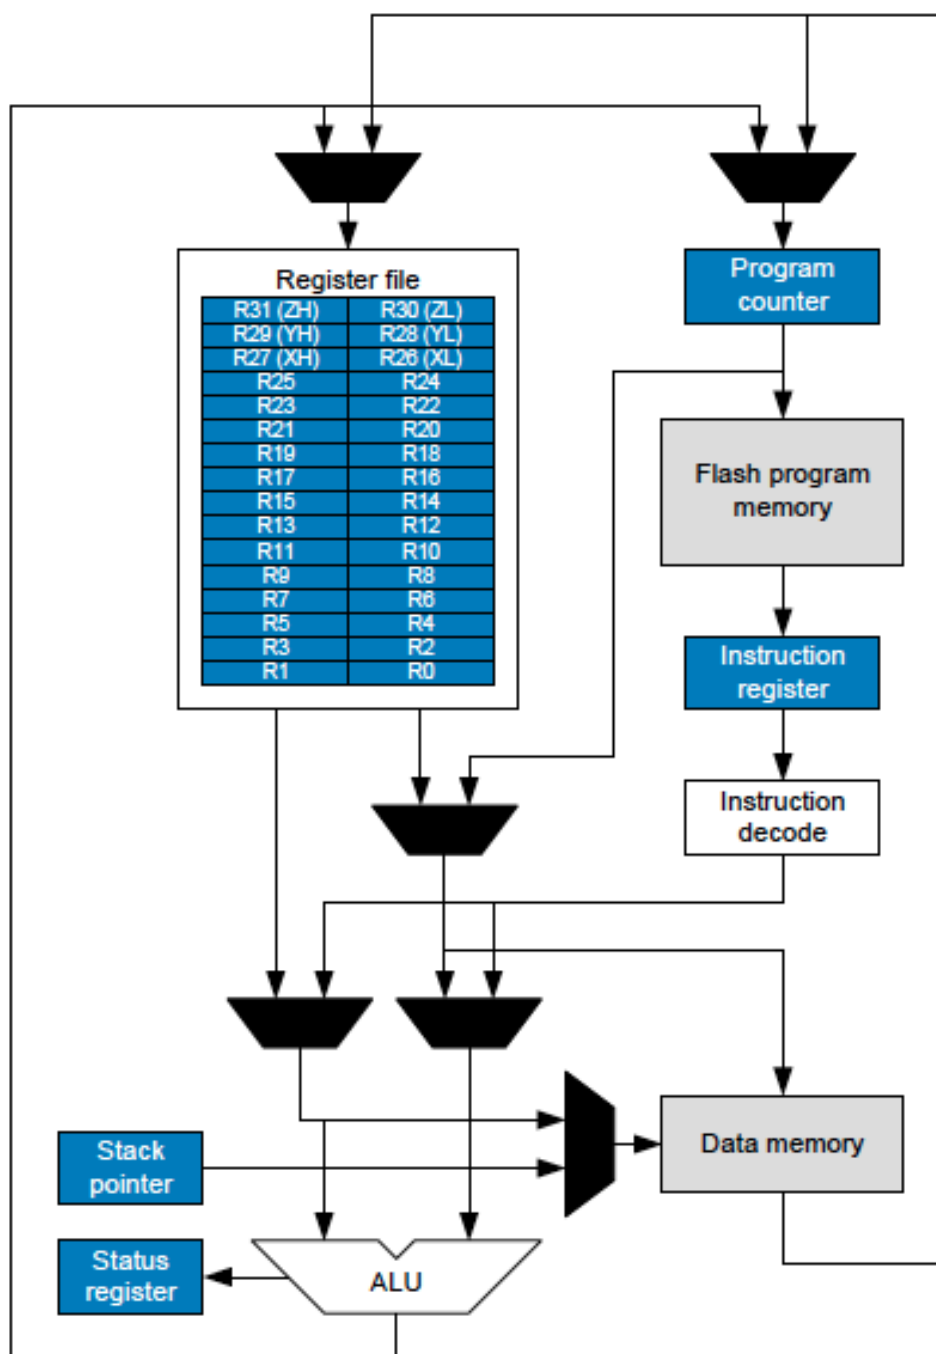 Register file
R31 (ZH) R30 (ZL)
R29 (YH) R28 (YL)
R27 (XH) R26 (XL)
R25 R24
R23 R22
R21 R20
R19 R18
R17 R16
R15 R14
R13 R12
R11 R10
R9 R8
R7 R6
R5 R4
R3 R2
R1 R0
Program
counter
Flash program
memory
Instruction
register
Instruction
decode
Stack
pointer
Data memory
Status
register
ALU